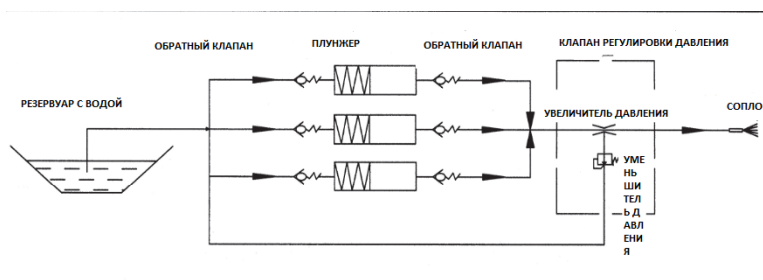 ОБРАТНЫЙ КЛАПАН
ПЛУНЖЕР
ОБРАТНЫЙ КЛАПАН
КЛАПАН РЕГУЛИРОВКИ ДАВЛЕНИЯ
РЕЗЕРВУАР С ВОДОЙ
УВЕЛИЧИТЕЛЬ ДАВЛЕНИЯ
СОПЛО
УМЕ
НЬ
ШИ
ТЕЛ
Ь Д
АВЛ
ЕНИ
Я